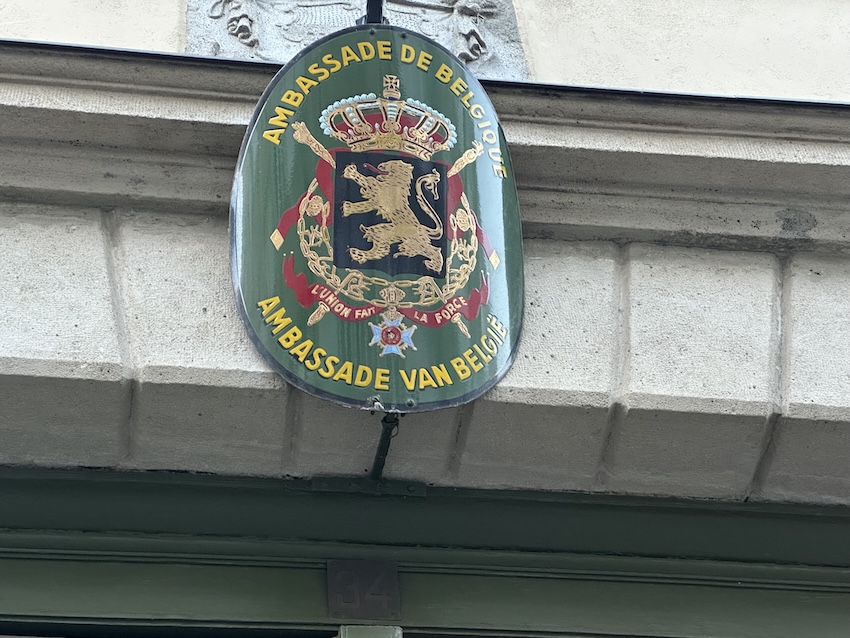 AMBASSADE DE BELGIQUE
L'UNION FAIT LA FORCE
AMBASSADE VAN BELGIË
34